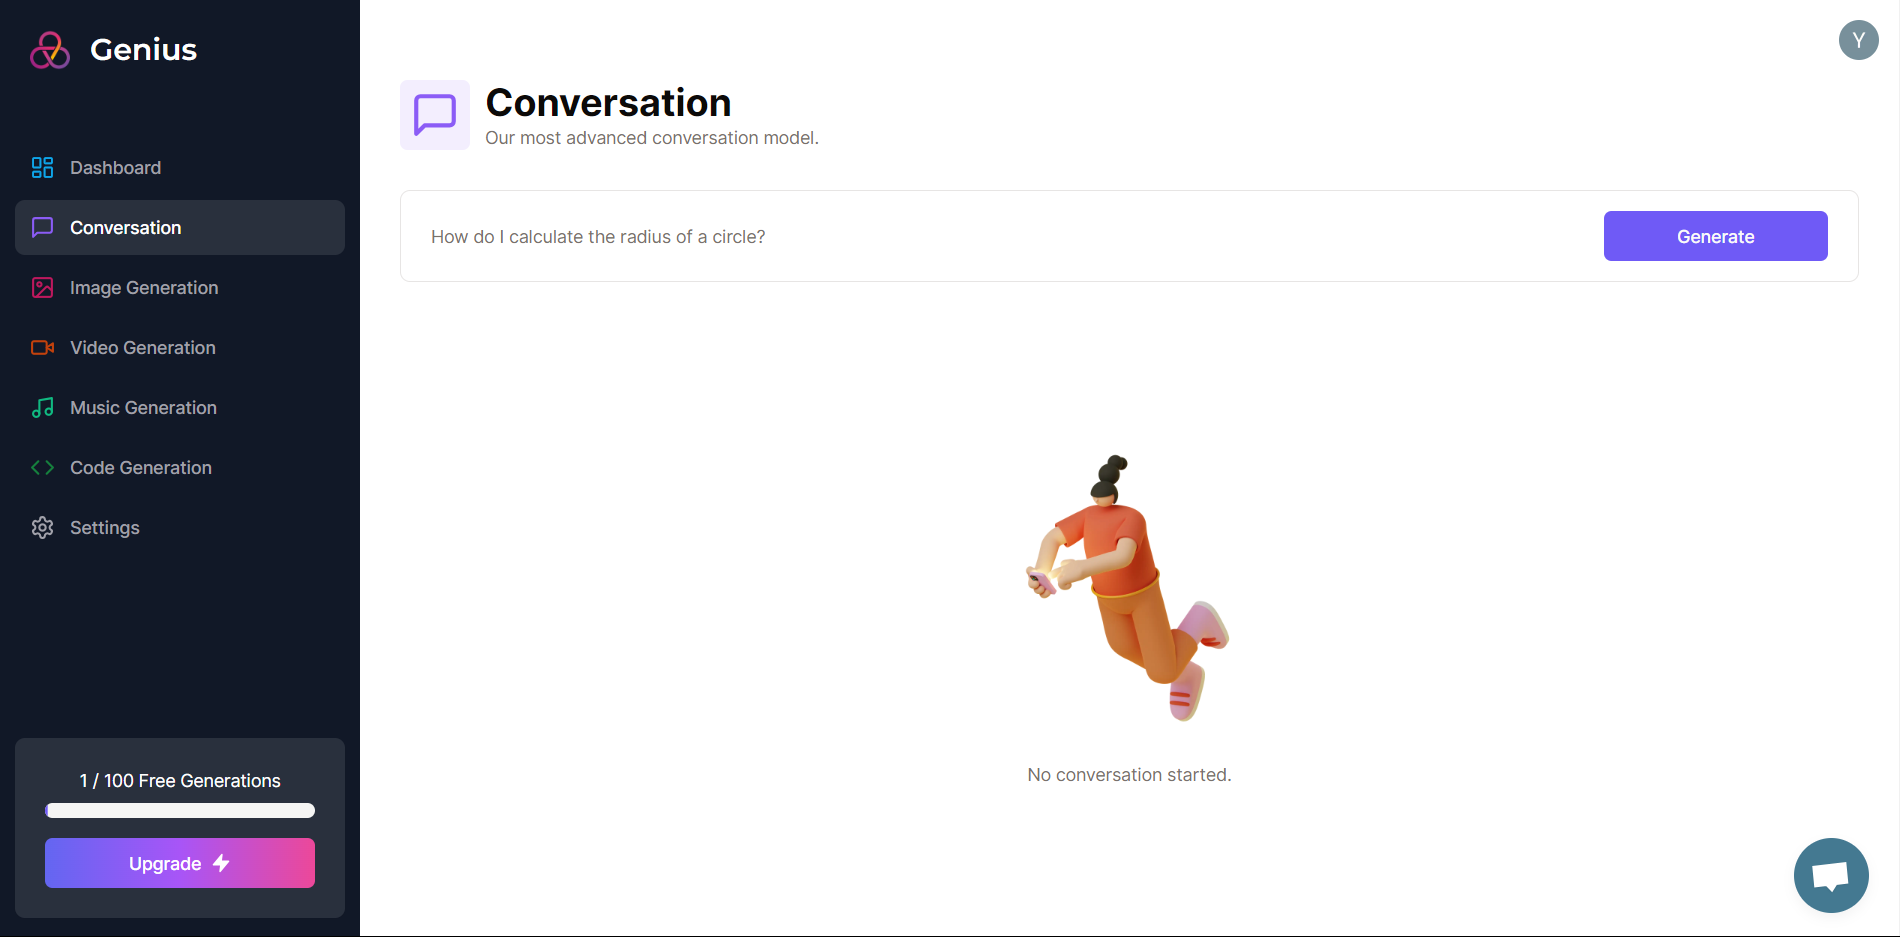 Genius
Dashboard
Conversation
Image Generation
Video Generation
Music Generation
Code Generation
Settings
1 / 100 Free Generations
Upgrade
Y
Conversation
Our most advanced conversation model.
How do I calculate the radius of a circle?
Generate
No conversation started.